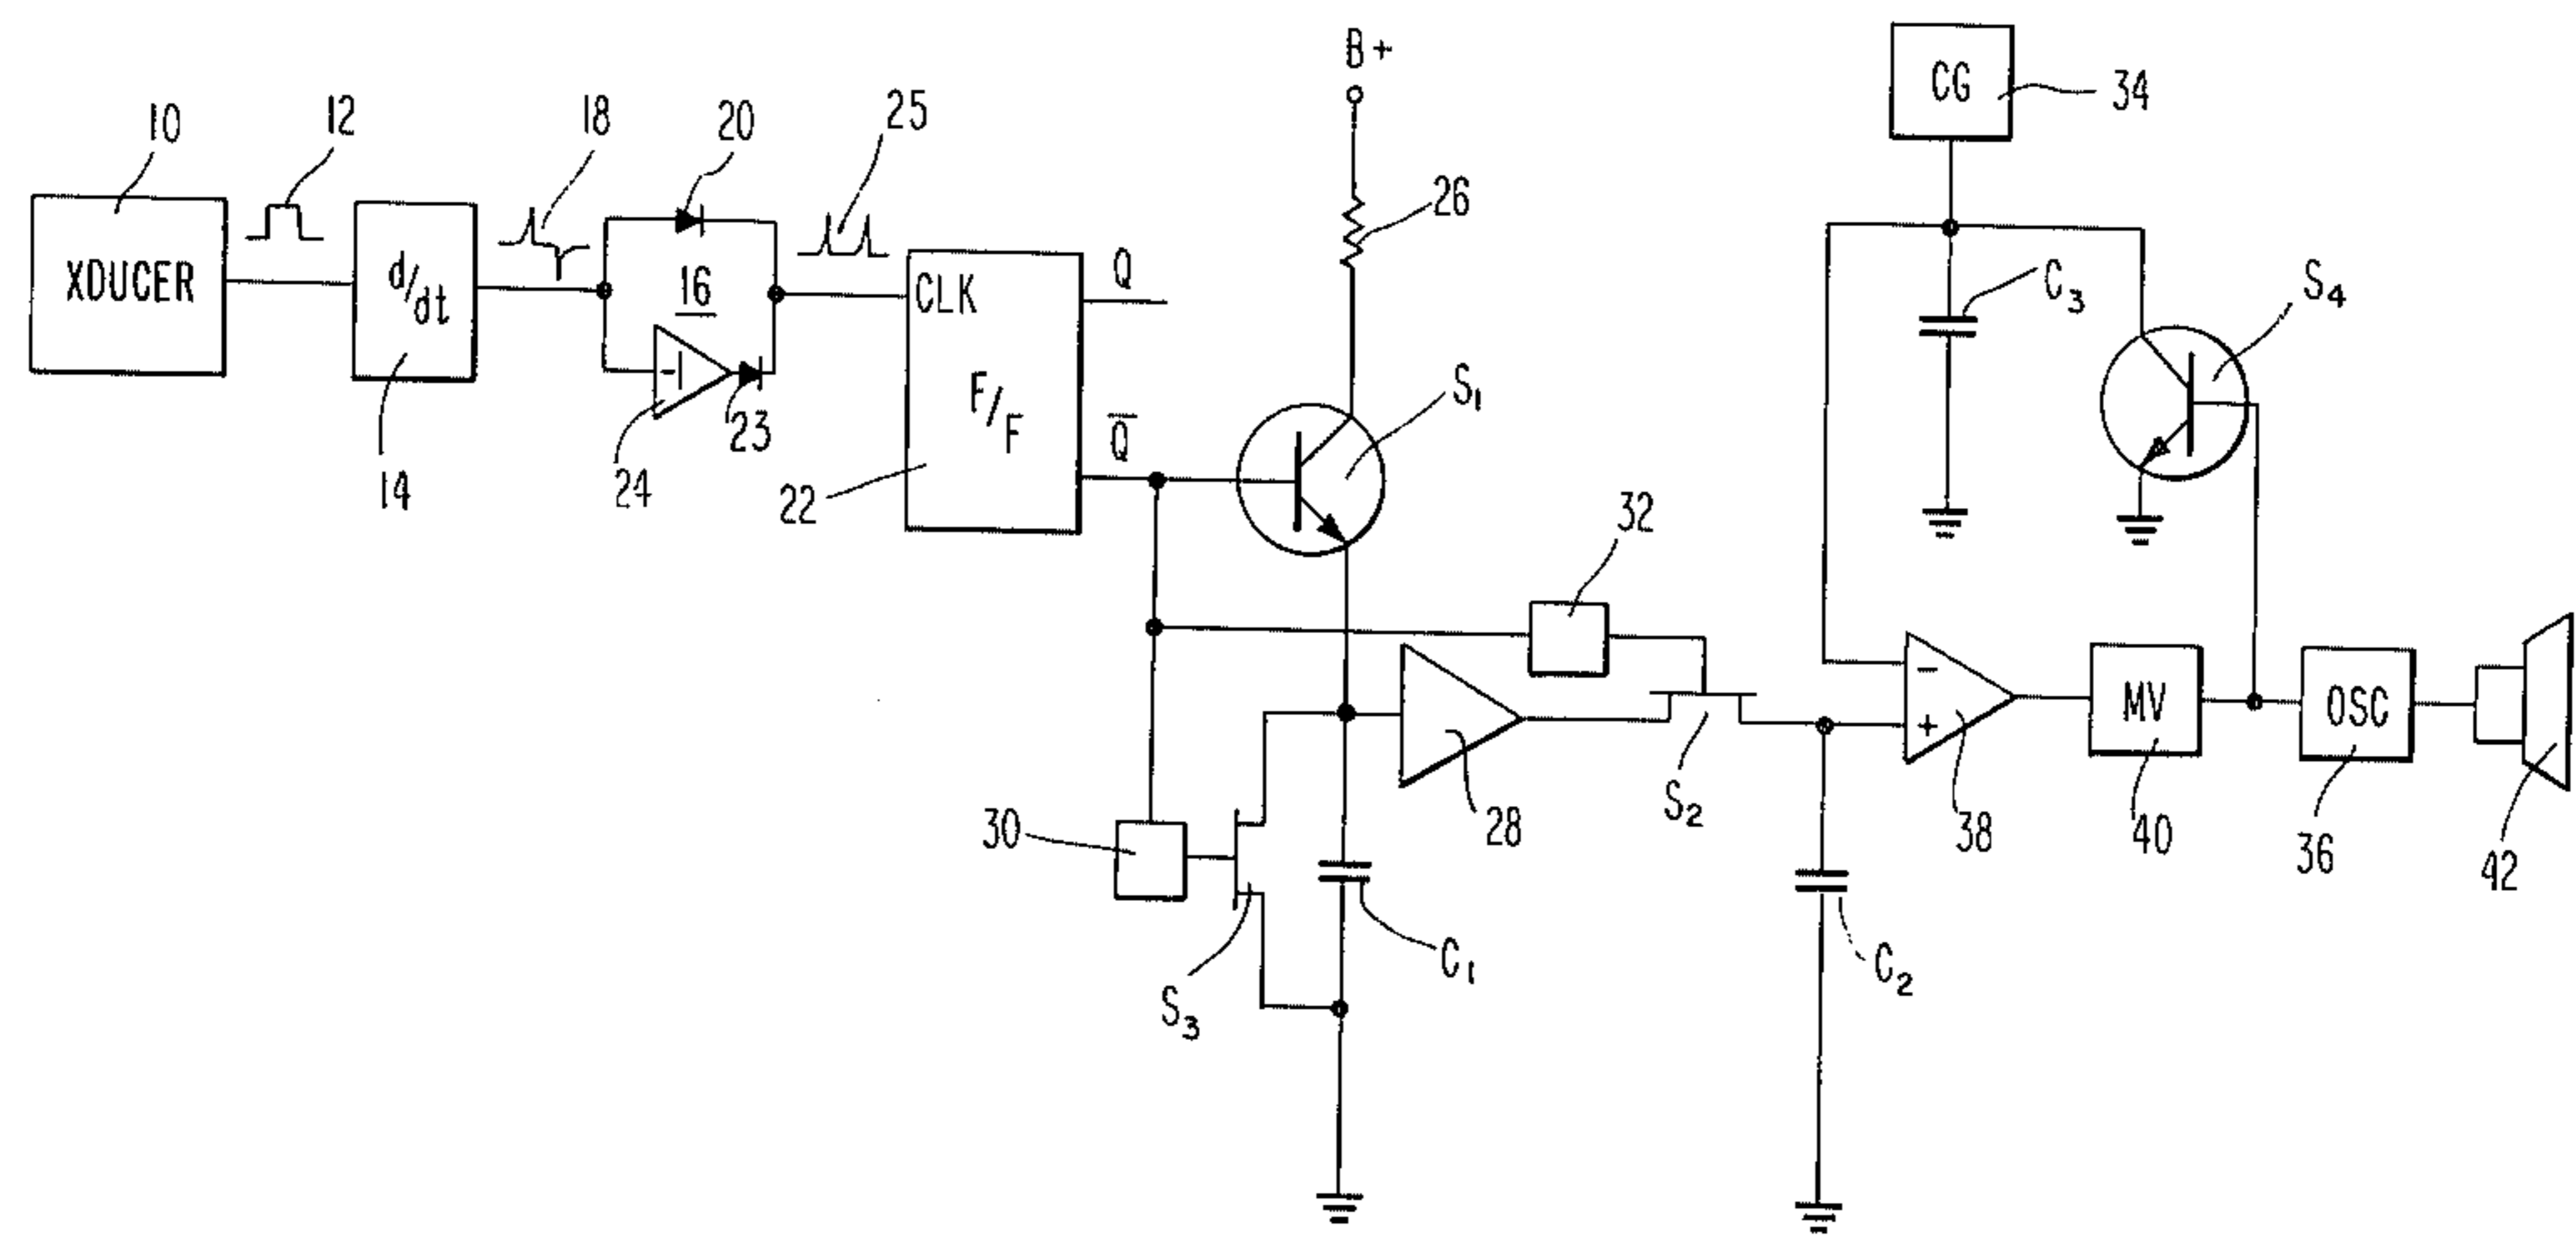 B+
CG
34
10
12
18
20
25
26
XDUCER
d/dt
16
CLK
Q
C3
S4
-1
23
F/F
S1
Q̅
14
24
22
32
30
28
S2
-
+
38
MV
40
OSC
36
42
S3
C1
C2